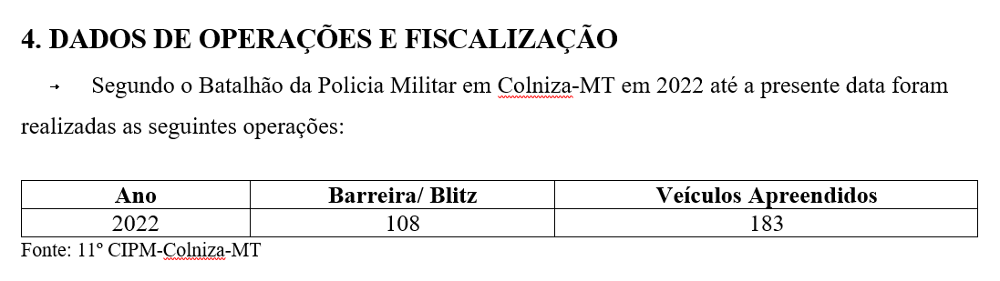 4. DADOS DE OPERAÇÕES E FISCALIZAÇÃO
→ Segundo o Batalhão da Policia Militar em Colniza-MT em 2022 até a presente data foram
realizadas as seguintes operações:
Ano Barreira/ Blitz Veículos Apreendidos
2022 108 183
Fonte: 11º CIPM-Colniza-MT